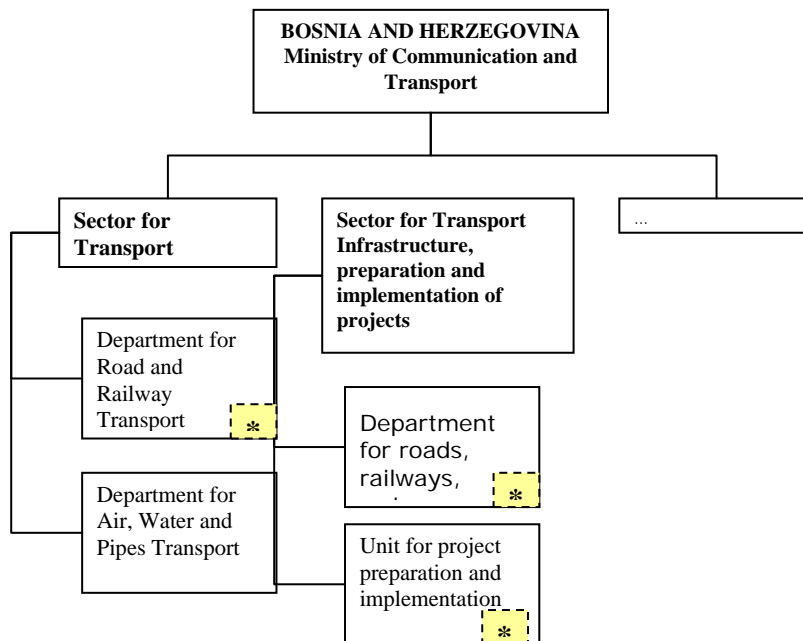 BOSNIA AND HERZEGOVINA
Ministry of Communication and
Transport
Sector for
Transport
Sector for Transport
Infrastructure,
preparation and
implementation of
projects
...
Department for
Road and
Railway
Transport
*
Department for
Air, Water and
Pipes Transport
Department
for roads,
railways,
*
Unit for project
preparation and
implementation
*